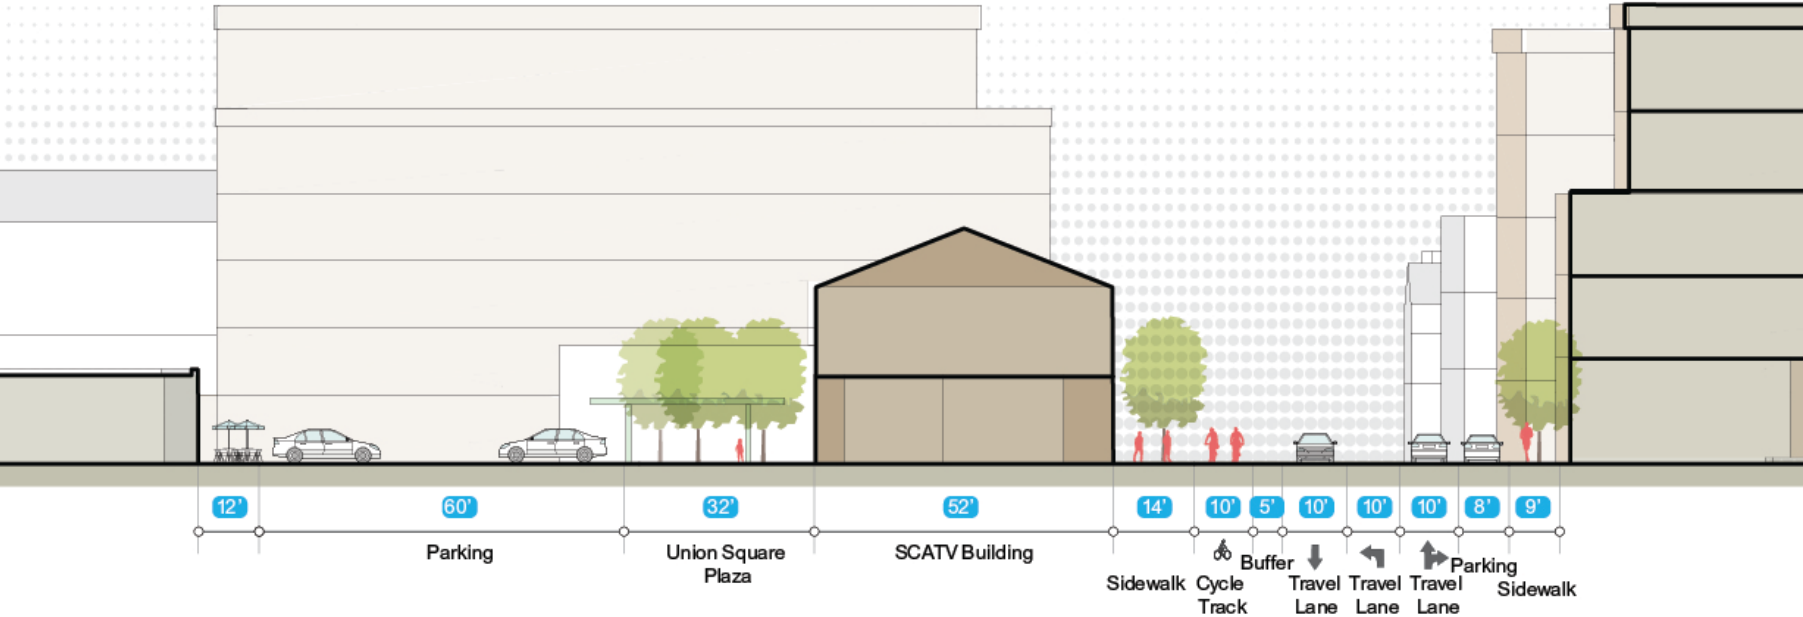 12’
60’
32’
52’
14’
10’
5’
10’
10’
10’
8’
9’
Parking
Union Square
Plaza
SCATV Building
Sidewalk
Cycle
Track
Buffer
Travel
Lane
Travel
Lane
Travel
Lane
Parking
Sidewalk